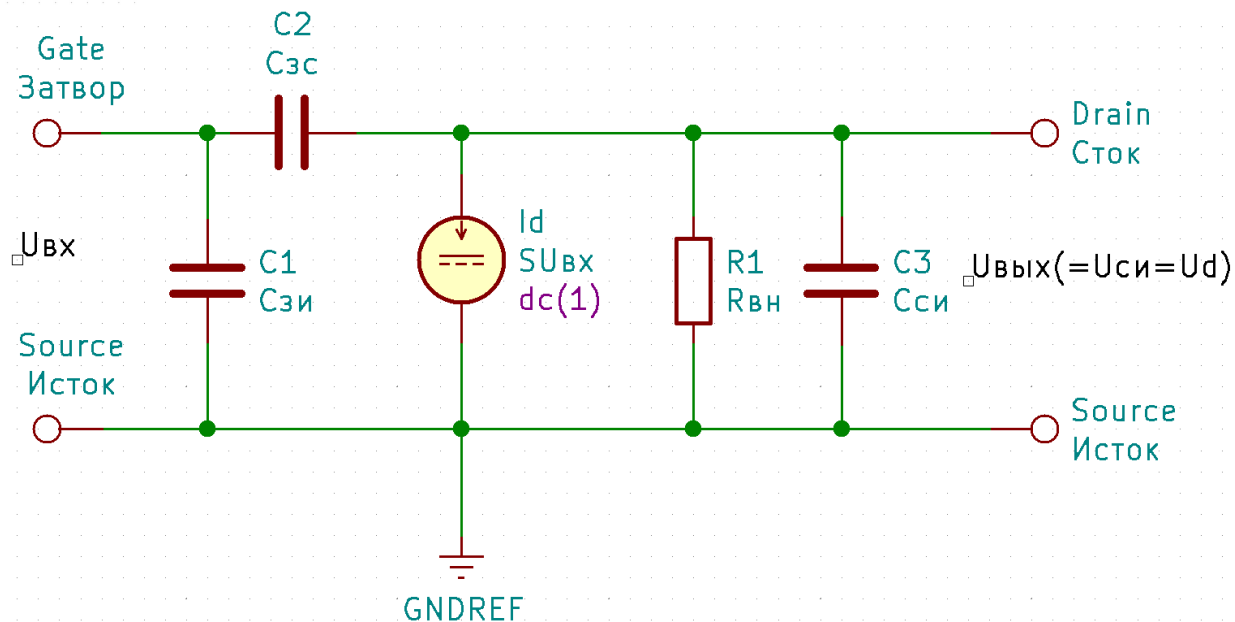 C2
Cзс
Gate
Затвор
Drain
Сток
Uвх
C1
Cзи
Id
SUвх
dc(1)
R1
Rвн
C3
Cси
Uвых(=Uси=Ud)
Source
Исток
Source
Исток
GNDREF